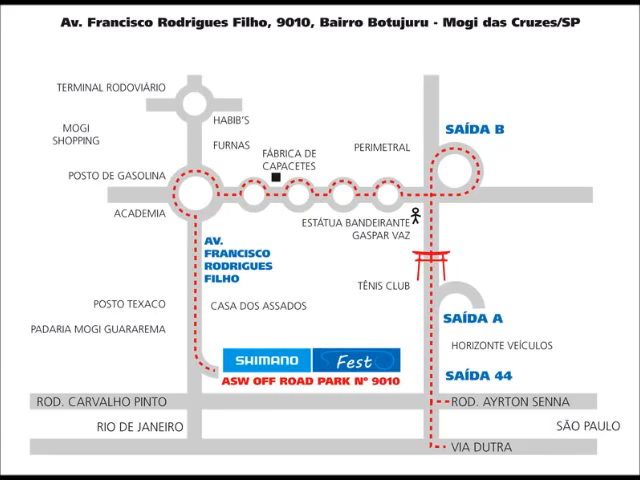 Av. Francisco Rodrigues Filho, 9010, Bairro Botujuru - Mogi das Cruzes/SP
TERMINAL RODOVIÁRIO
HABIB'S
MOGI
SHOPPING
FURNAS
SAÍDA B
PERIMETRAL
FÁBRICA DE
CAPACETES
POSTO DE GASOLINA
ACADEMIA
ESTÁTUA BANDEIRANTE
GASPAR VAZ
AV.
FRANCISCO
RODRIGUES
FILHO
TÊNIS CLUB
POSTO TEXACO
CASA DOS ASSADOS
SAÍDA A
PADARIA MOGI GUARAREMA
HORIZONTE VEÍCULOS
SHIMANO Fest
SAÍDA 44
ASW OFF ROAD PARK Nº 9010
ROD. CARVALHO PINTO
ROD. AYRTON SENNA
RIO DE JANEIRO
SÃO PAULO
VIA DUTRA